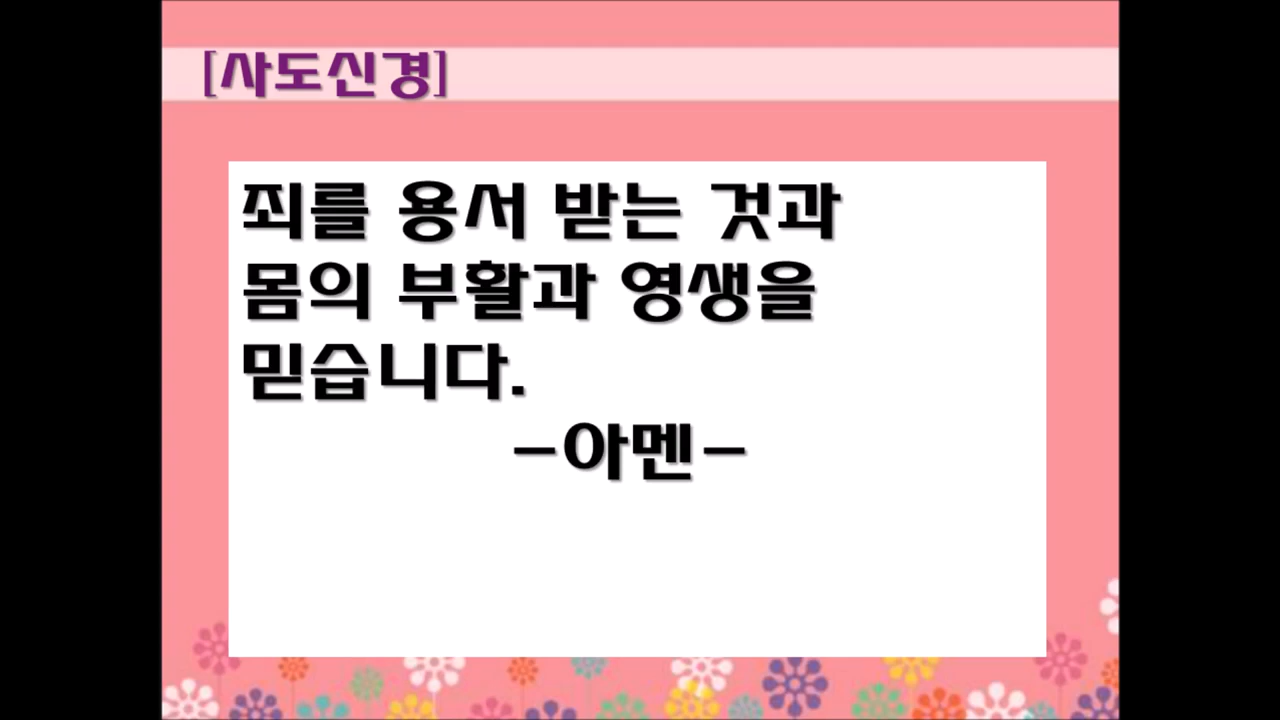 [사도신경]
죄를 용서 받는 것과
몸의 부활과 영생을
믿습니다.
-아멘-